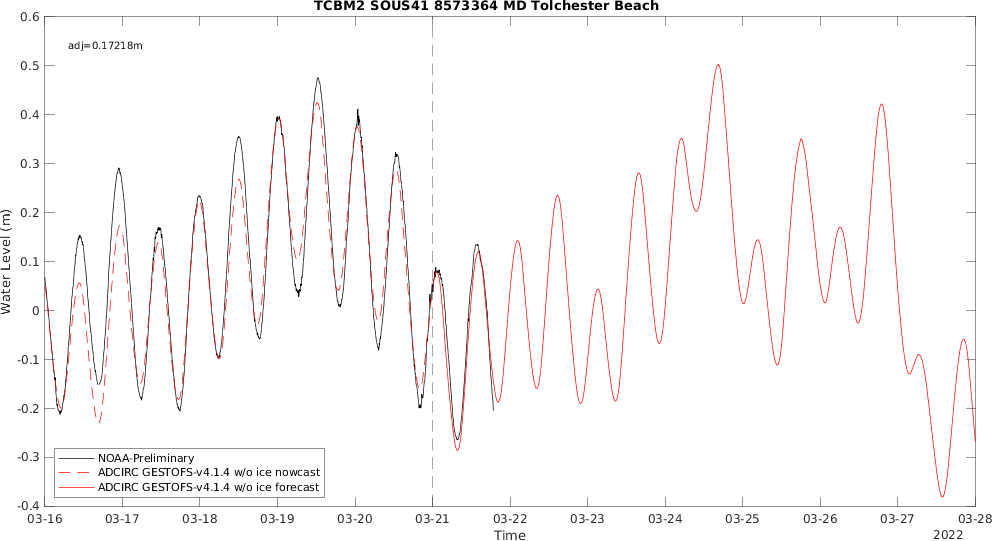 TCBM2 SOUS41 8573364 MD Tolchester Beach
adj=0.17218m
0.6
0.5
0.4
0.3
0.2
0.1
0
-0.1
-0.2
-0.3
-0.4
Water Level (m)
NOAA-Preliminary
ADCIRC GESTOFS-v4.1.4 w/o ice nowcast
ADCIRC GESTOFS-v4.1.4 w/o ice forecast
03-16 03-17 03-18 03-19 03-20 03-21 03-22 03-23 03-24 03-25 03-26 03-27 03-28
Time
2022